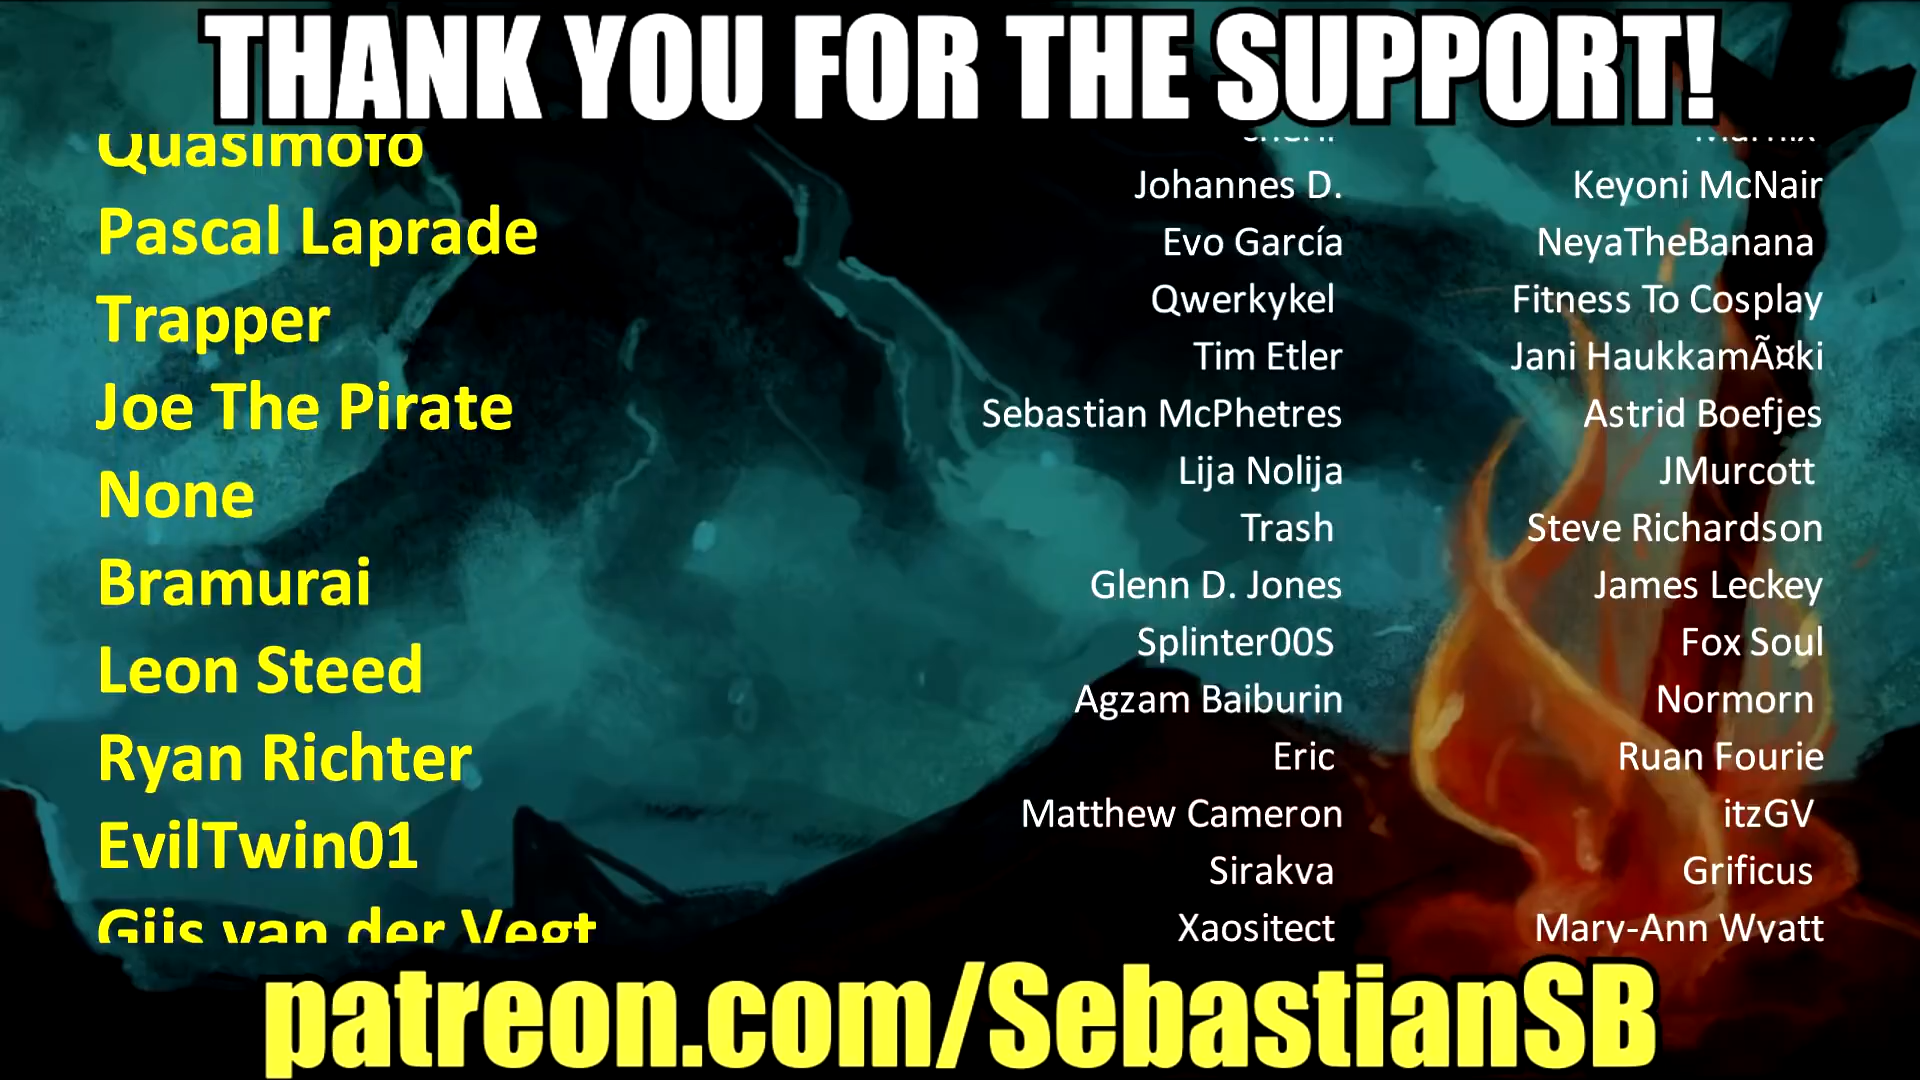 THANK YOU FOR THE SUPPORT!
Quasimofo
Pascal Laprade
Trapper
Joe The Pirate
None
Bramurai
Leon Steed
Ryan Richter
EvilTwin01
Gijs van der Vegt
Johannes D.
Evo García
Qwerkykel
Tim Etler
Sebastian McPhetres
Lija Nolija
Trash
Glenn D. Jones
Splinter00S
Agzam Baiburin
Eric
Matthew Cameron
Sirakva
Xaositect
Keyoni McNair
NeyaTheBanana
Fitness To Cosplay
Jani HaukkamÃ¤ki
Astrid Boefjes
JMurcott
Steve Richardson
James Leckey
Fox Soul
Normorn
Ruan Fourie
itzGV
Grificus
Mary-Ann Wyatt
patreon.com/SebastianSB